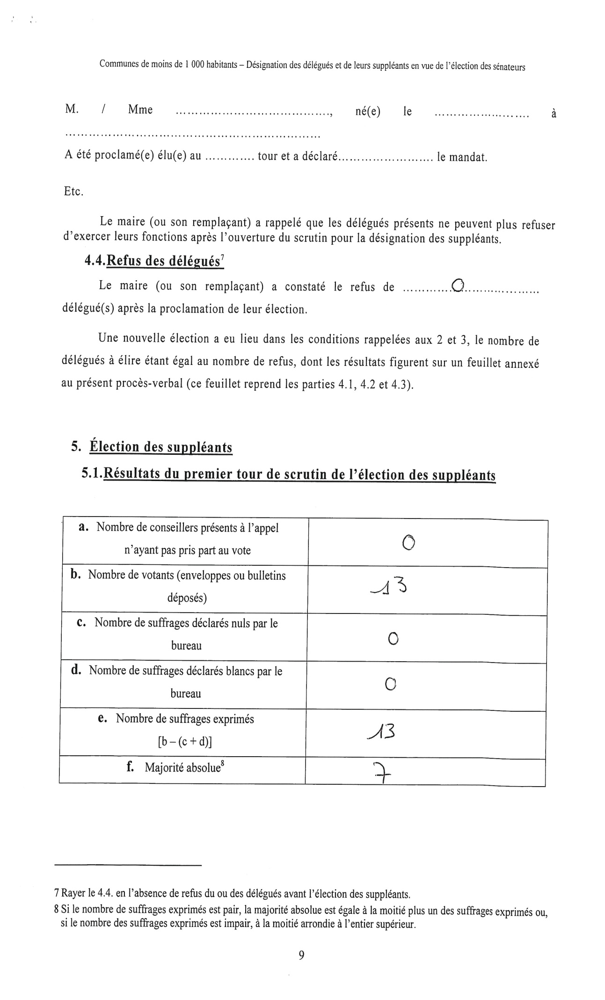 Communes de moins de 1 000 habitants – Désignation des délégués et de leurs suppléants en vue de l'élection des sénateurs
M. / Mme ......................................., né(e) le ......................... à
.................................................................
A été proclamé(e) élu(e) au ............. tour et a déclaré......................... le mandat.
Etc.
Le maire (ou son remplaçant) a rappelé que les délégués présents ne peuvent plus refuser
d'exercer leurs fonctions après l'ouverture du scrutin pour la désignation des suppléants.
4.4.Refus des délégués7
Le maire (ou son remplaçant) a constaté le refus de .............0....................
délégué(s) après la proclamation de leur élection.
Une nouvelle élection a eu lieu dans les conditions rappelées aux 2 et 3, le nombre de
délégués à élire étant égal au nombre de refus, dont les résultats figurent sur un feuillet annexé
au présent procès-verbal (ce feuillet reprend les parties 4.1, 4.2 et 4.3).
5. Élection des suppléants
5.1.Résultats du premier tour de scrutin de l'élection des suppléants
a. Nombre de conseillers présents à l'appel
n'ayant pas pris part au vote
0
b. Nombre de votants (enveloppes ou bulletins
déposés)
13
c. Nombre de suffrages déclarés nuls par le
bureau
0
d. Nombre de suffrages déclarés blancs par le
bureau
0
e. Nombre de suffrages exprimés
[b – (c + d)]
13
f. Majorité absolue8
7
7 Rayer le 4.4. en l'absence de refus du ou des délégués avant l'élection des suppléants.
8 Si le nombre de suffrages exprimés est pair, la majorité absolue est égale à la moitié plus un des suffrages exprimés ou,
si le nombre des suffrages exprimés est impair, à la moitié arrondie à l'entier supérieur.
9